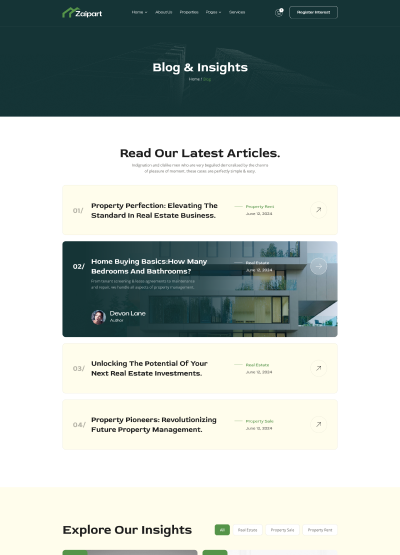 Zaipart
Home
About Us
Properties
Pages
Services
Register Interest
Blog & Insights
Home / Blog
Read Our Latest Articles.
indignation and dislike men who are so beguiled demoralized by the charms
of pleasure of moment, these cases are perfectly simple & easy.
01/
Property Perfection: Elevating The
Standard In Real Estate Business.
Property Rent
June 12, 2024
02/
Home Buying Basics:How Many
Bedrooms And Bathrooms?
From tenant screening & lease agreements to maintenance
and repair, we handle all aspects of property management.
Real Estate
June 12, 2024
Devon Lane
Author
03/
Unlocking The Potential Of Your
Next Real Estate Investments.
Real Estate
June 12, 2024
04/
Property Pioneers: Revolutionizing
Future Property Management.
Property Sale
June 12, 2024
Explore Our Insights
All
Real Estate
Property Sale
Property Rent